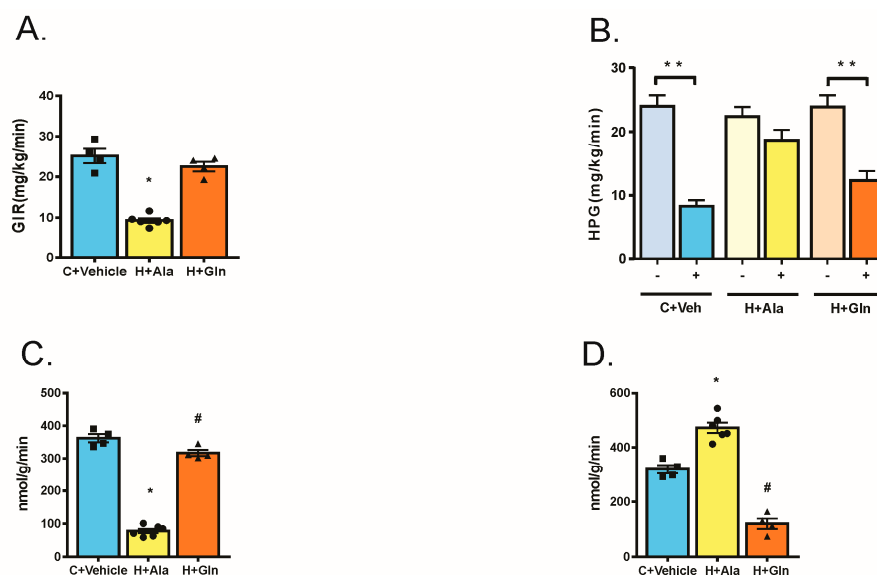 A.
GIR(mg/kg/min)
40
30
20
10
0
*
C+Vehicle H+Ala H+Gln
B.
HPG (mg/kg/min)
30
20
10
0
* *
* *
- + - + - +
C+Veh H+Ala H+Gln
C.
nmol/g/min
500
400
300
200
100
0
*
#
C+Vehicle H+Ala H+Gln
D.
nmol/g/min
600
400
200
0
*
#
C+Vehicle H+Ala H+Gln